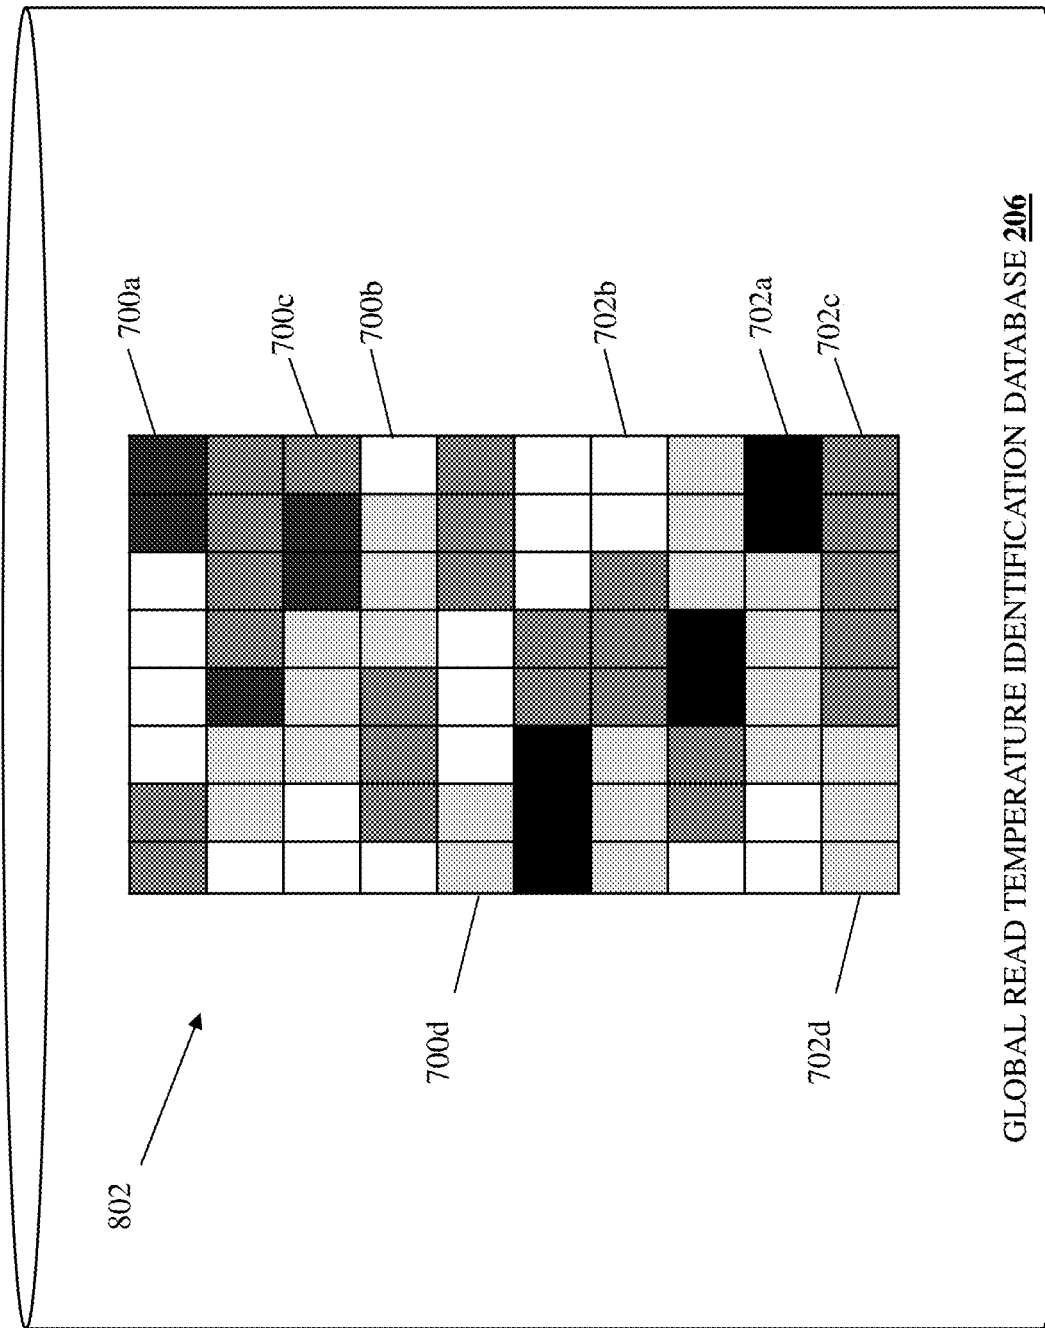 802
700a
700c
700b
700d
702b
702a
702d
702c
GLOBAL READ TEMPERATURE IDENTIFICATION DATABASE 206